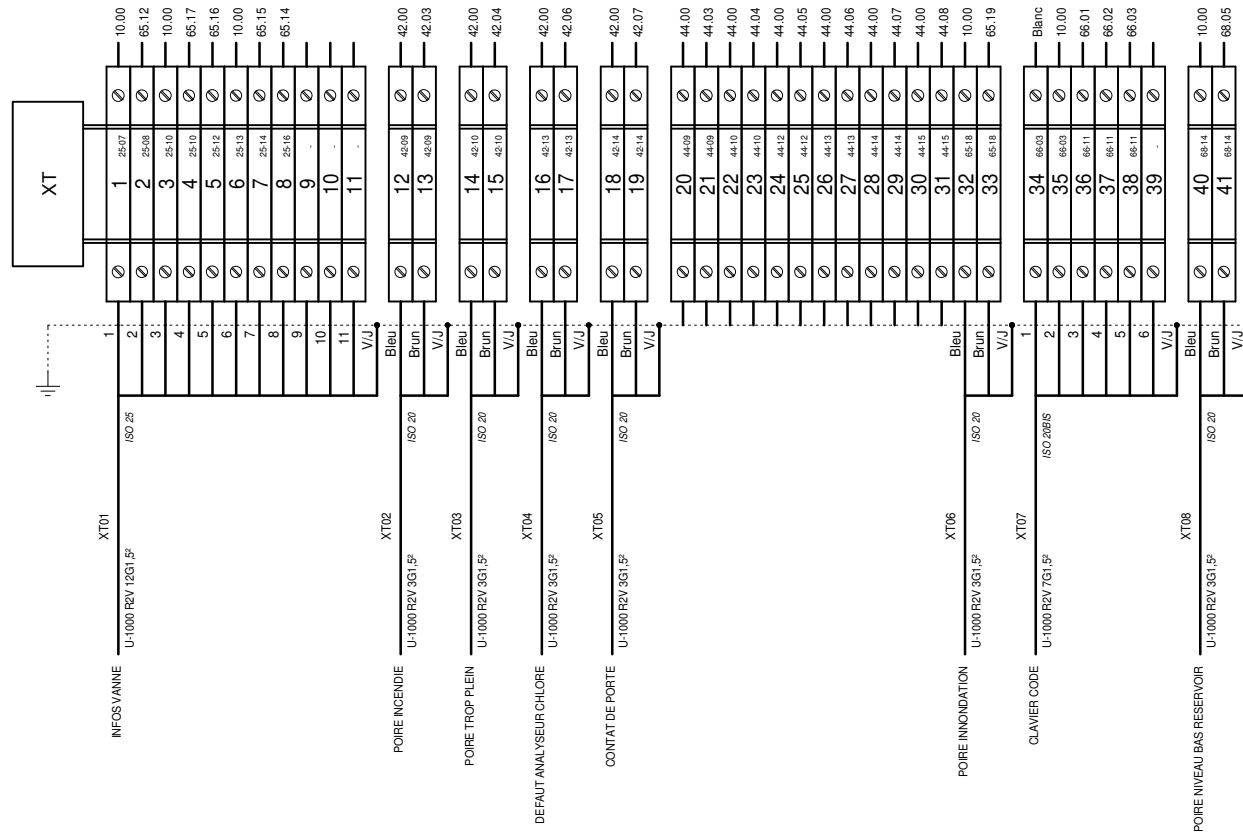 XT
10.00
65.12
10.00
65.17
65.16
10.00
65.15
65.14
42.00
42.03
42.00
42.04
42.00
42.06
42.00
42.07
44.00
44.03
44.00
44.04
44.00
44.05
44.00
44.06
44.00
44.07
44.00
44.08
10.00
65.19
Blanc
10.00
66.01
66.02
66.03
10.00
68.05
25-07
25-08
25-10
25-10
25-12
25-13
25-14
25-16
-
-
-
42-09
42-09
42-10
42-10
42-13
42-13
42-14
42-14
44-09
44-09
44-10
44-10
44-12
44-12
44-13
44-13
44-14
44-14
44-15
44-15
65-18
65-18
66-03
66-03
66-11
66-11
66-11
-
68-14
68-14
1
2
3
4
5
6
7
8
9
10
11
12
13
14
15
16
17
18
19
20
21
22
23
24
25
26
27
28
29
30
31
32
33
34
35
36
37
38
39
40
41
1
2
3
4
5
6
7
8
9
10
11
V/J
Bleu
Brun
V/J
Bleu
Brun
V/J
Bleu
Brun
V/J
Bleu
Brun
V/J
Bleu
Brun
V/J
1
2
3
4
5
6
V/J
Bleu
Brun
V/J
ISO 25
ISO 20
ISO 20
ISO 20
ISO 20
ISO 20
ISO 20BIS
ISO 20
XT01
XT02
XT03
XT04
XT05
XT06
XT07
XT08
U-1000 R2V 12G1,5²
U-1000 R2V 3G1,5²
U-1000 R2V 3G1,5²
U-1000 R2V 3G1,5²
U-1000 R2V 3G1,5²
U-1000 R2V 3G1,5²
U-1000 R2V 7G1,5²
U-1000 R2V 3G1,5²
INFOS VANNE
POIRE INCENDIE
POIRE TROP PLEIN
DEFAUT ANALYSEUR CHLORE
CONTAT DE PORTE
POIRE INNONDATION
CLAVIER CODE
POIRE NIVEAU BAS RESERVOIR